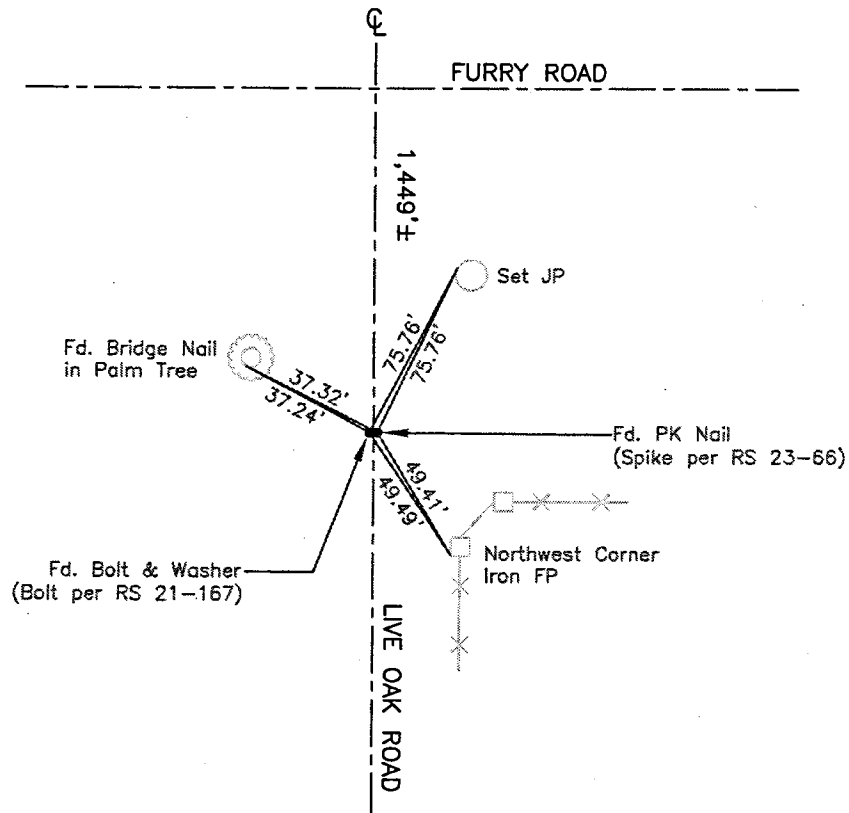 ℄
FURRY ROAD
1,449'±
Set JP
75.76'
75.76'
Fd. Bridge Nail
in Palm Tree
37.32'
37.24'
Fd. PK Nail
(Spike per RS 23-66)
49.41'
49.49'
Northwest Corner
Iron FP
Fd. Bolt & Washer
(Bolt per RS 21-167)
LIVE OAK ROAD